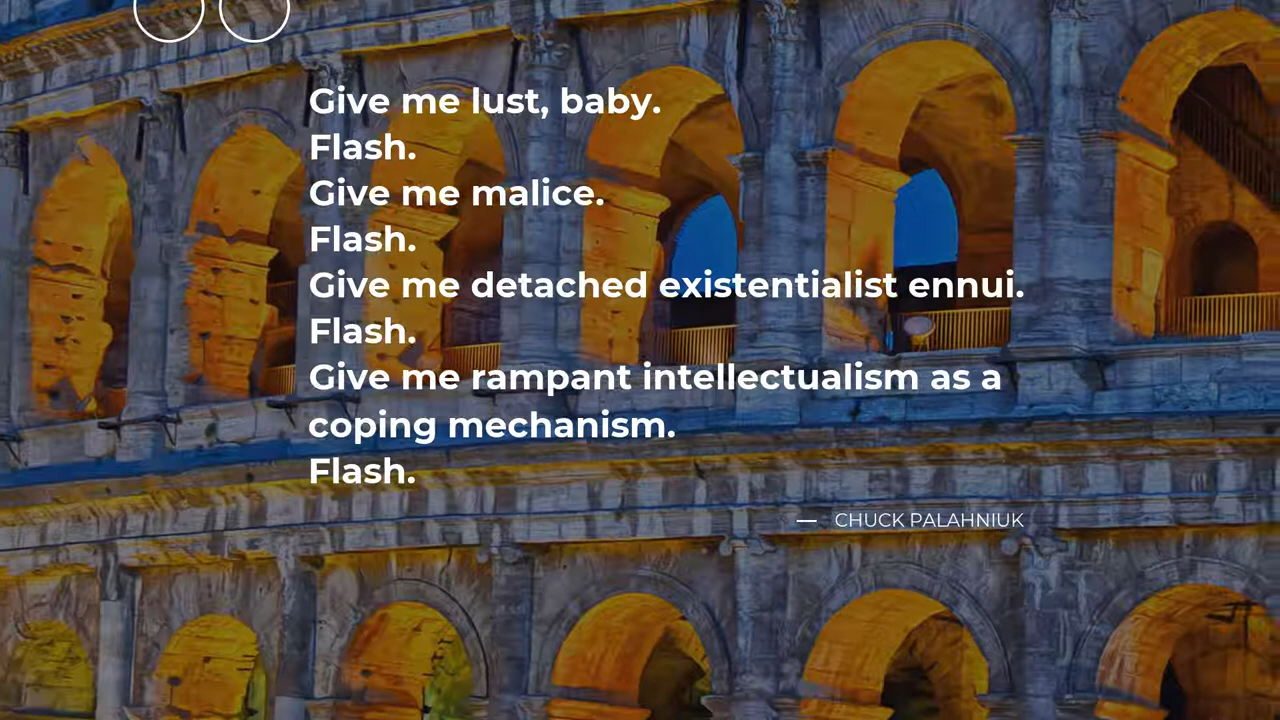 Give me lust, baby.
Flash.
Give me malice.
Flash.
Give me detached existentialist ennui.
Flash.
Give me rampant intellectualism as a
coping mechanism.
Flash.
— CHUCK PALAHNIUK